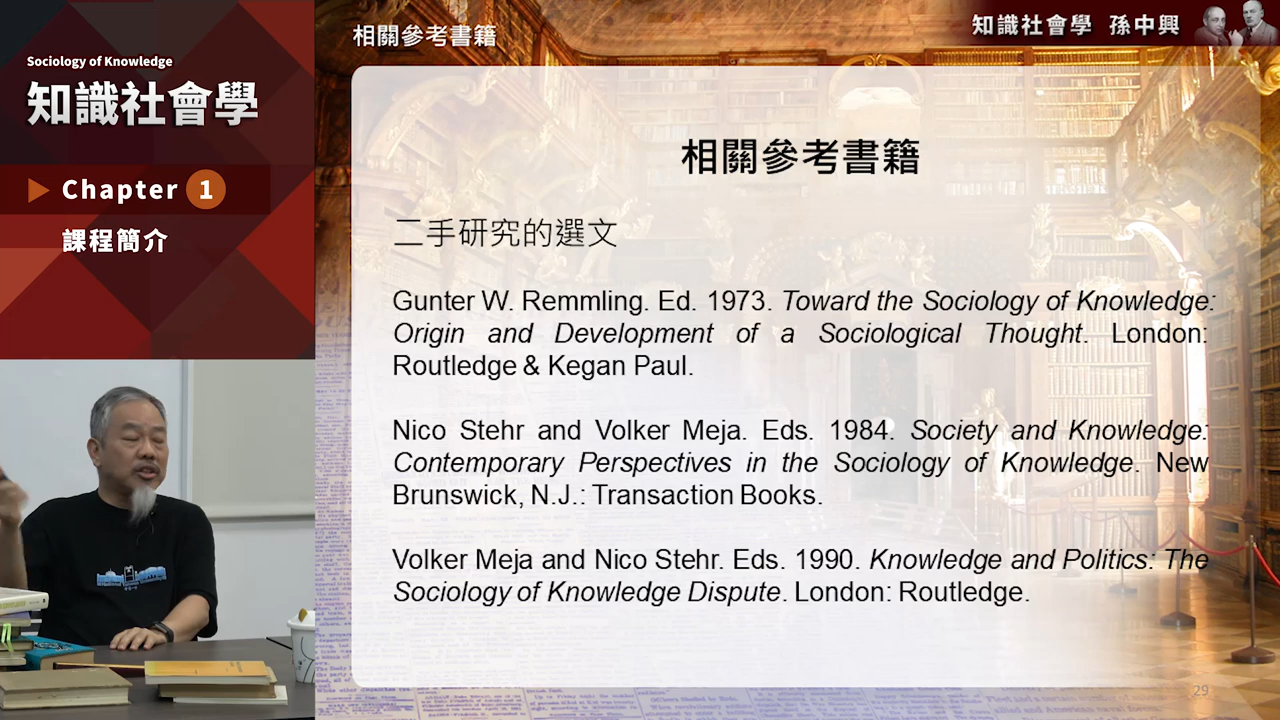 相關參考書籍
知識社會學 孫中興
Sociology of Knowledge
知識社會學
Chapter 1
課程簡介
相關參考書籍
二手研究的選文
Gunter W. Remmling. Ed. 1973. Toward the Sociology of Knowledge:
Origin and Development of a Sociological Thought. London:
Routledge & Kegan Paul.
Nico Stehr and Volker Meja. Eds. 1984. Society and Knowledge:
Contemporary Perspectives in the Sociology of Knowledge. New
Brunswick, N.J.: Transaction Books.
Volker Meja and Nico Stehr. Eds. 1990. Knowledge and Politics: The
Sociology of Knowledge Dispute. London: Routledge.
29